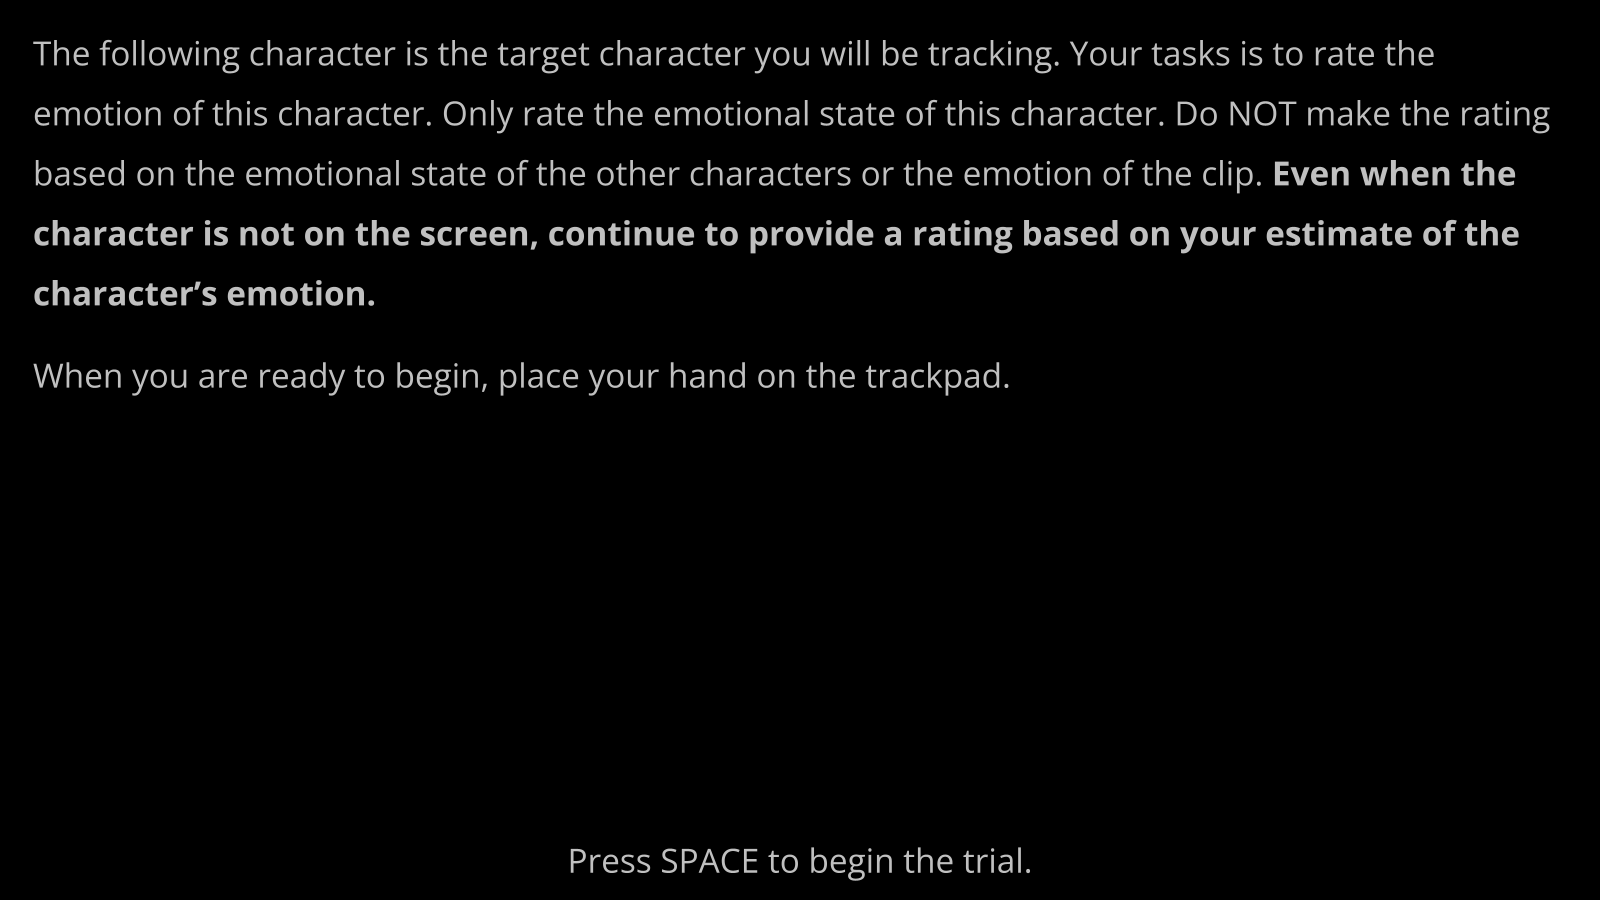 The following character is the target character you will be tracking. Your tasks is to rate the
emotion of this character. Only rate the emotional state of this character. Do NOT make the rating
based on the emotional state of the other characters or the emotion of the clip. Even when the
character is not on the screen, continue to provide a rating based on your estimate of the
character’s emotion.
When you are ready to begin, place your hand on the trackpad.
Press SPACE to begin the trial.